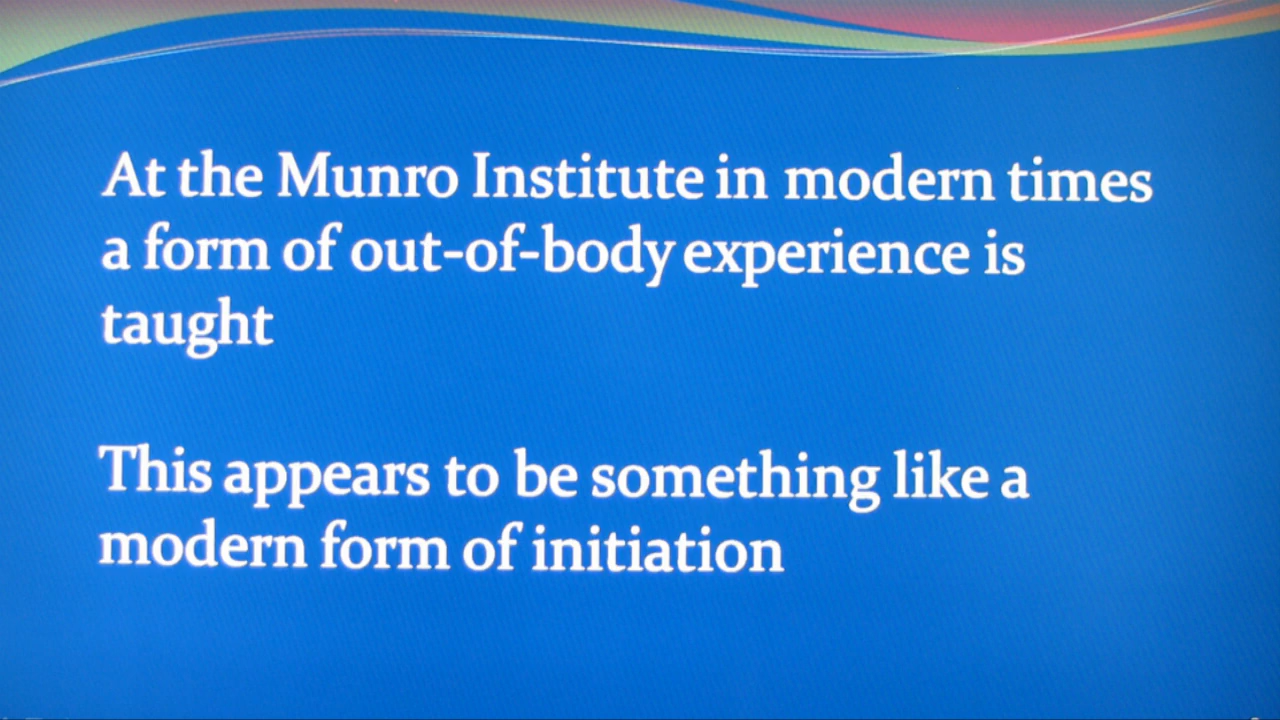 At the Munro Institute in modern times
a form of out-of-body experience is
taught
This appears to be something like a
modern form of initiation